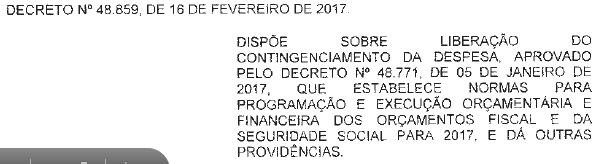 DECRETO Nº 48.859, DE 16 DE FEVEREIRO DE 2017.
DISPÕE SOBRE LIBERAÇÃO DO
CONTINGENCIAMENTO DA DESPESA, APROVADO
PELO DECRETO Nº 48.771, DE 05 DE JANEIRO DE
2017, QUE ESTABELECE NORMAS PARA
PROGRAMAÇÃO E EXECUÇÃO ORÇAMENTÁRIA E
FINANCEIRA DOS ORÇAMENTOS FISCAL E DA
SEGURIDADE SOCIAL PARA 2017, E DÁ OUTRAS
PROVIDÊNCIAS.